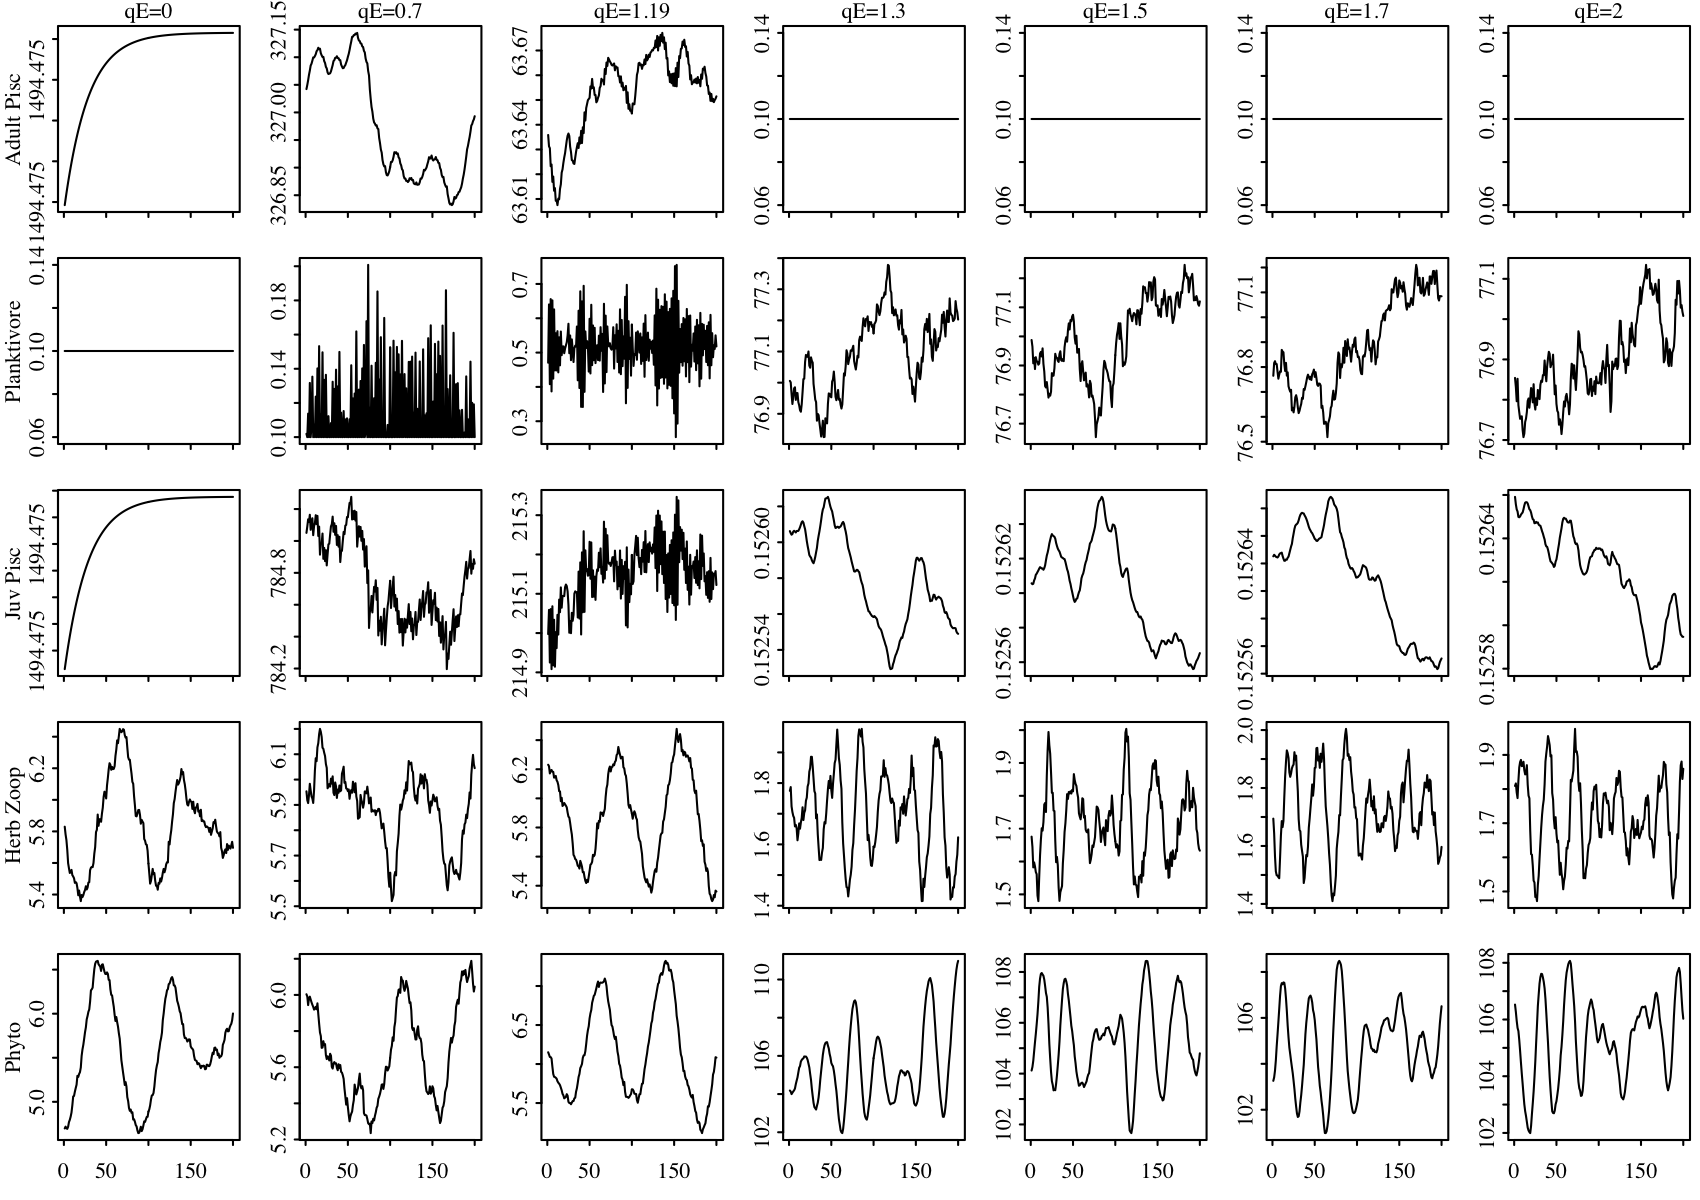 qE=0 qE=0.7 qE=1.19 qE=1.3 qE=1.5 qE=1.7 qE=2
Adult Pisc
1494.475 1494.475 1494.475
326.85 327.00 327.15
63.61 63.64 63.67
0.06 0.10 0.14
0.06 0.10 0.14
0.06 0.10 0.14
0.06 0.10 0.14
Planktivore
0.06 0.10 0.14
0.10 0.14 0.18
0.3 0.5 0.7
76.9 77.1 77.3
76.7 76.9 77.1
76.5 76.8 77.1
76.7 76.9 77.1
Juv Pisc
1494.475 1494.475 1494.475
784.2 784.8
214.9 215.1 215.3
0.15254 0.15260
0.15256 0.15262
0.15256 0.15264
0.15258 0.15264
Herb Zoop
5.4 5.8 6.2
5.5 5.7 5.9 6.1
5.4 5.8 6.2
1.4 1.6 1.8
1.5 1.7 1.9
1.4 1.6 1.8 2.0
1.5 1.7 1.9
Phyto
5.0 6.0
5.2 5.6 6.0
5.5 6.5
102 106 110
102 104 106 108
102 106
102 104 106 108
0 50 150 0 50 150 0 50 150 0 50 150 0 50 150 0 50 150 0 50 150